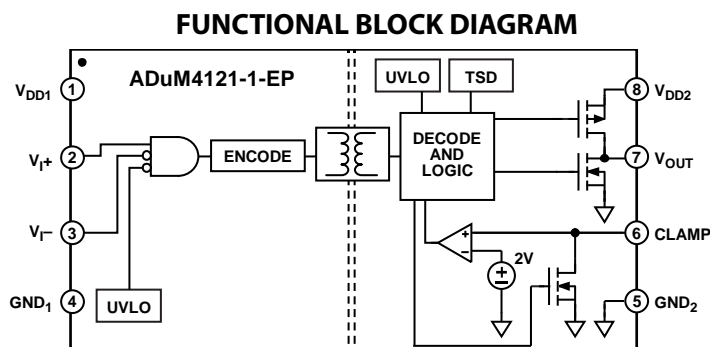 FUNCTIONAL BLOCK DIAGRAM
ADuM4121-1-EP
UVLO
TSD
VDD1
1
8
VDD2
DECODE
AND
LOGIC
ENCODE
VI+
2
7
VOUT
VI−
3
+
−
2V
6
CLAMP
GND1
4
UVLO
5
GND2